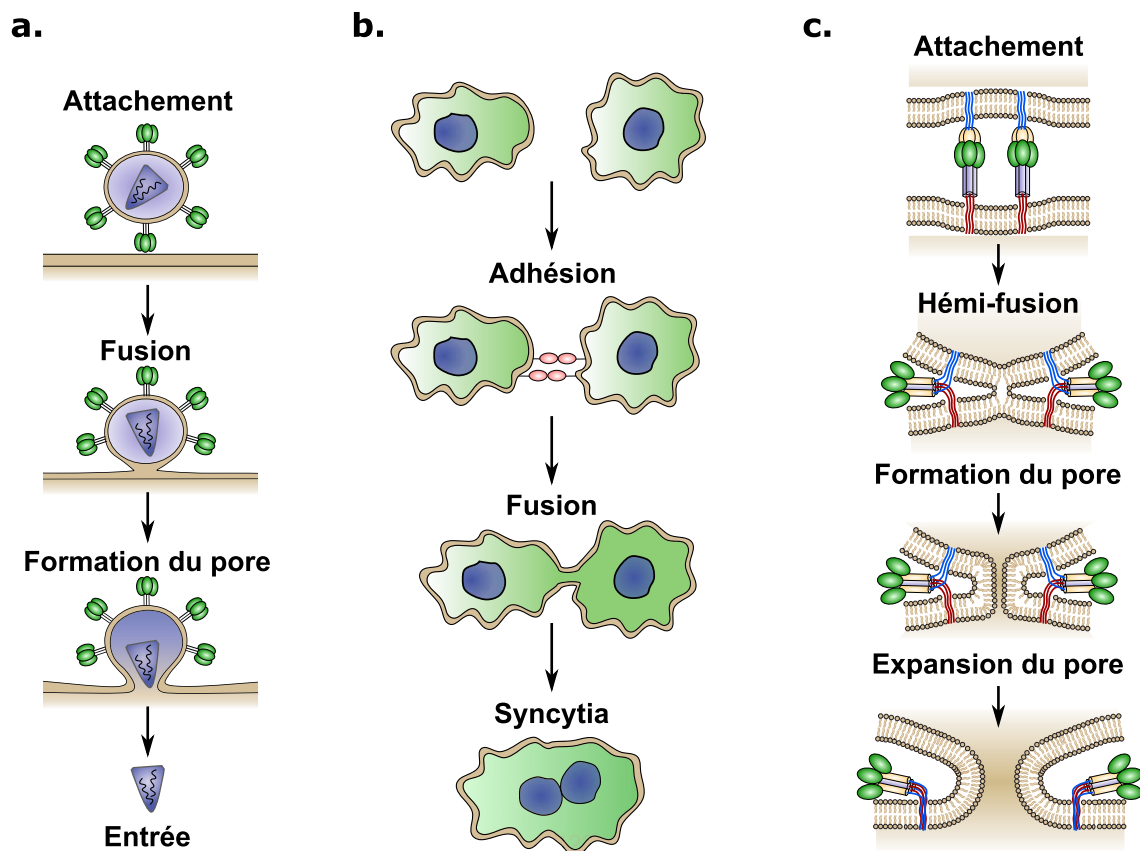 a.
Attachement
Fusion
Formation du pore
Entrée
b.
Adhésion
Fusion
Syncytia
c.
Attachement
Hémi-fusion
Formation du pore
Expansion du pore